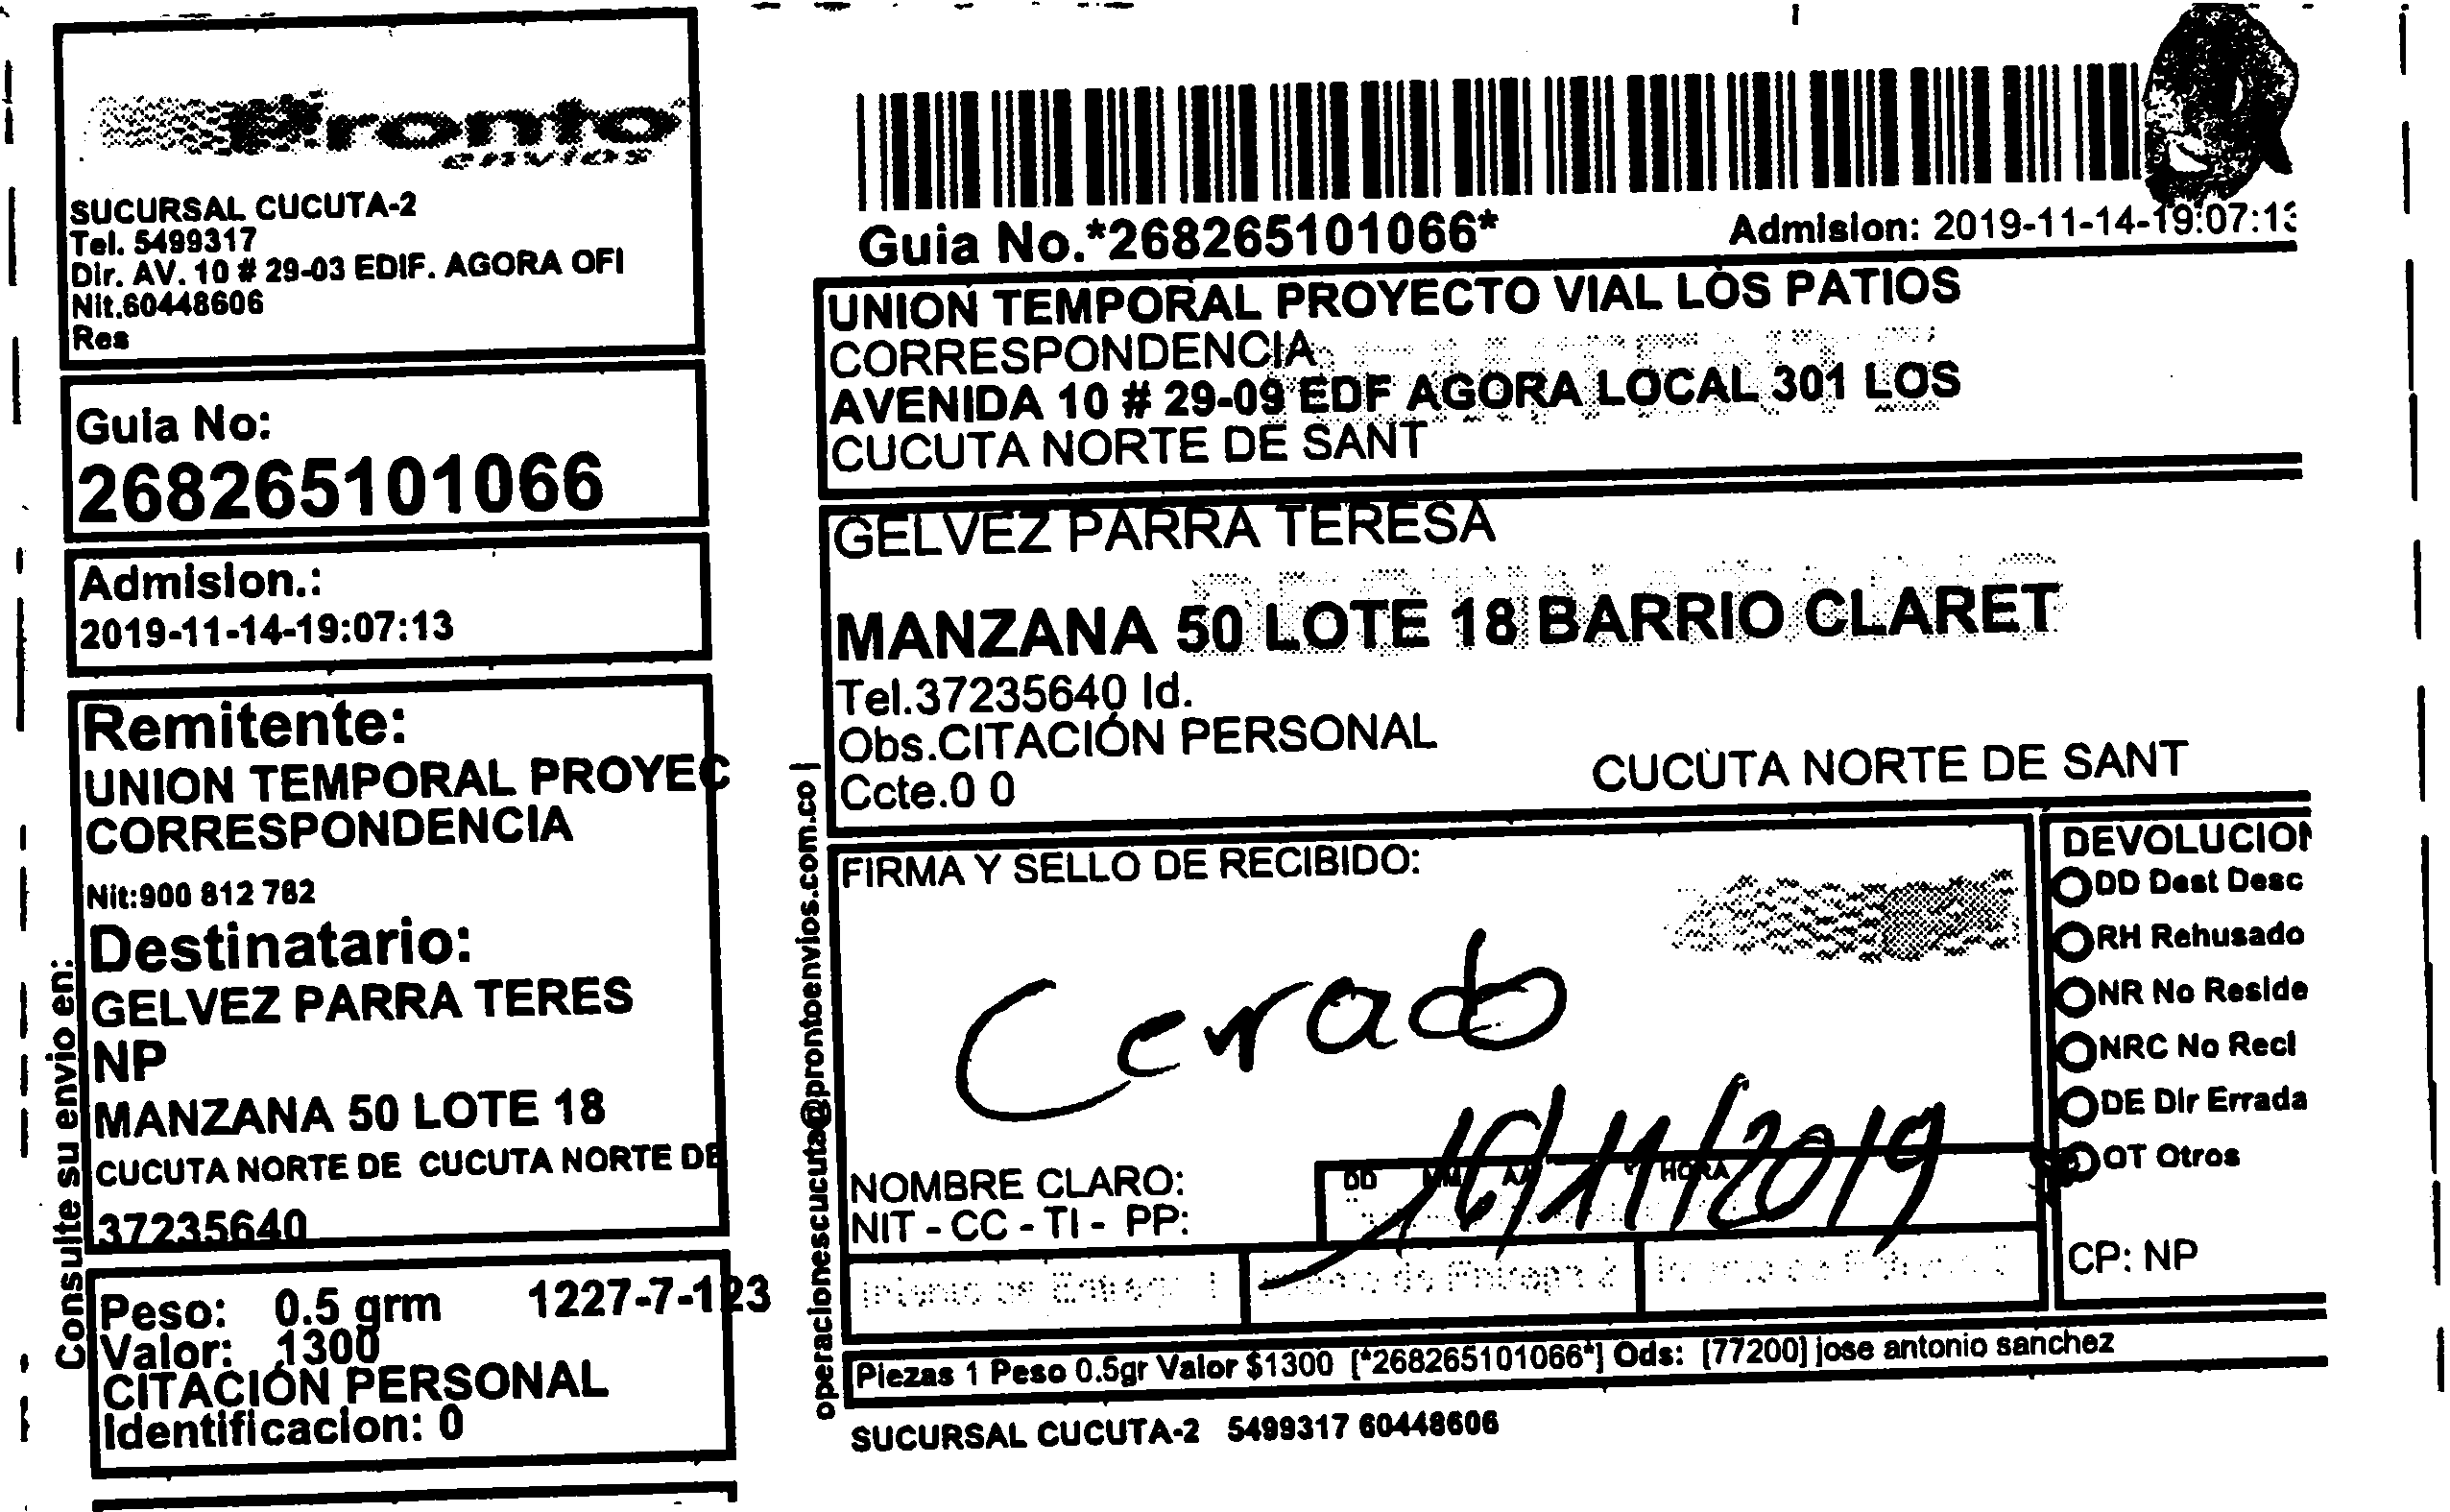 Pronto
envios
SUCURSAL CUCUTA-2
Tel. 5499317
Dir. AV. 10 # 29-03 EDIF. AGORA OFI
Nit.60448606
Res
Guia No:
268265101066
Admision.:
2019-11-14-19:07:13
Remitente:
UNION TEMPORAL PROYEC
CORRESPONDENCIA
Nit:900 812 782
Destinatario:
GELVEZ PARRA TERES
NP
MANZANA 50 LOTE 18
CUCUTA NORTE DE CUCUTA NORTE DE
37235640
Consulte su envio en:
Peso: 0.5 grm 1227-7-123
Valor: 1300
CITACIÓN PERSONAL
Identificacion: 0
operacionescucuta@prontoenvios.com.co |
Guia No.*268265101066* Admision: 2019-11-14-19:07:13
UNION TEMPORAL PROYECTO VIAL LOS PATIOS
CORRESPONDENCIA
REMITENTE
AVENIDA 10 # 29-09 EDF AGORA LOCAL 301 LOS
CUCUTA NORTE DE SANT
GELVEZ PARRA TERESA
DESTINATARIO
MANZANA 50 LOTE 18 BARRIO CLARET
Tel.37235640 Id.
Obs.CITACIÓN PERSONAL
Ccte.0 0 CUCUTA NORTE DE SANT
FIRMA Y SELLO DE RECIBIDO:
Cerrado
16/11/2019
NOMBRE CLARO:
NIT - CC - TI - PP:
DD MM AA HORA
DEVOLUCION
DD Dest Desc
RH Rehusado
NR No Reside
NRC No Recl
DE Dir Errada
OT Otros
CP: NP
Piezas 1 Peso 0.5gr Valor $1300 [*268265101066*] Ods: [77200] jose antonio sanchez
SUCURSAL CUCUTA-2 5499317 60448606